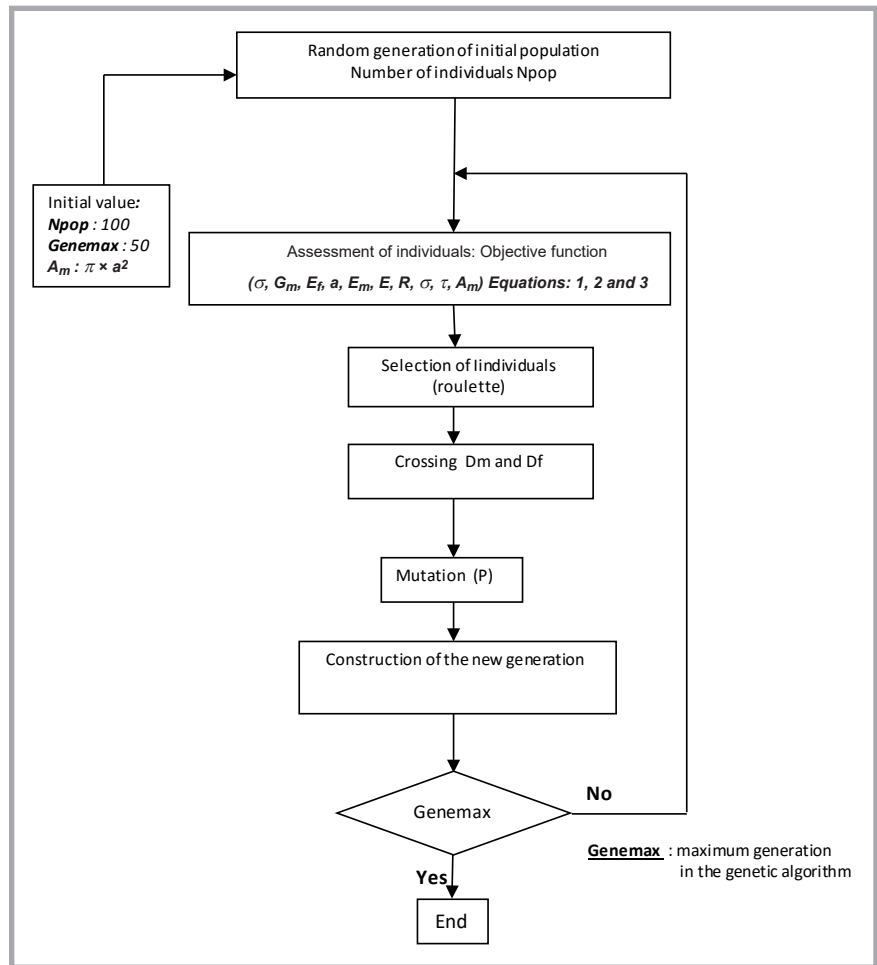 Random generation of initial population
Number of individuals Npop
Initial value:
Npop : 100
Genemax : 50
Aₘ : π × a²
Assessment of individuals: Objective function
(σ, Gₘ, E_f, a, Eₘ, E, R, σ, τ, Aₘ) Equations: 1, 2 and 3
Selection of Iindividuals
(roulette)
Crossing Dm and Df
Mutation (P)
Construction of the new generation
Genemax
No
Genemax : maximum generation
in the genetic algorithm
Yes
End